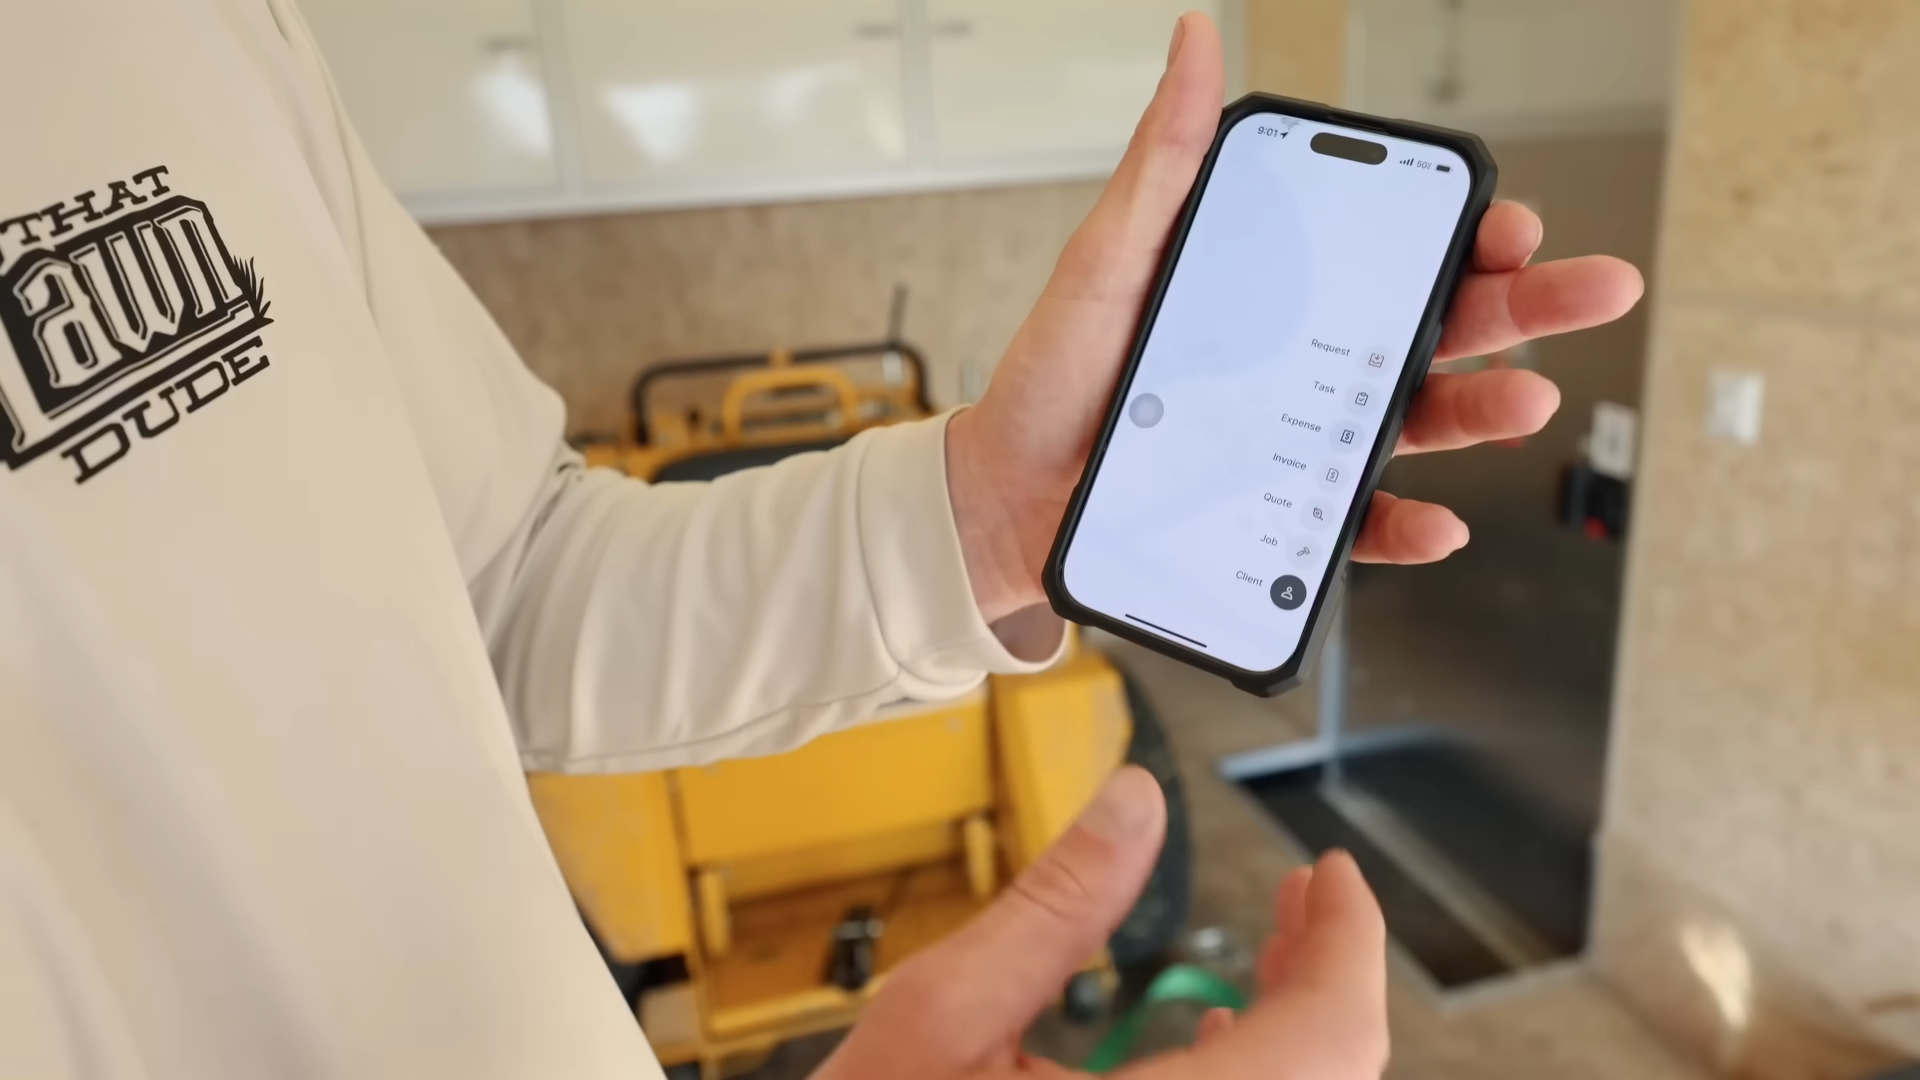 THAT
Lawn
DUDE
9:01
5G
Request
Task
Expense
Invoice
Quote
Job
Client